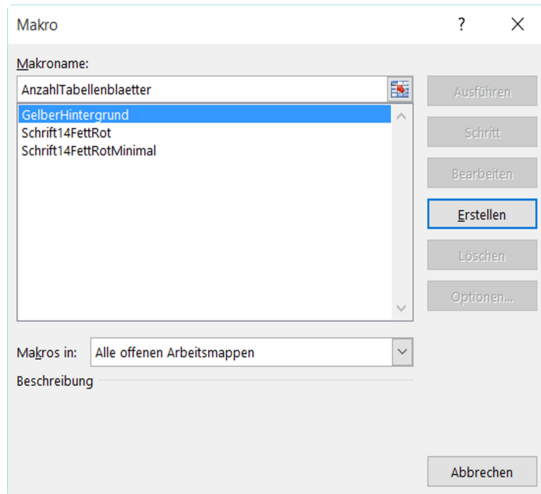 Makro
?
Makroname:
AnzahlTabellenblaetter
Ausführen
GelberHintergrund
Schrift14FettRot
Schrift14FettRotMinimal
Schritt
Bearbeiten
Erstellen
Löschen
Optionen...
Makros in: Alle offenen Arbeitsmappen
Beschreibung
Abbrechen